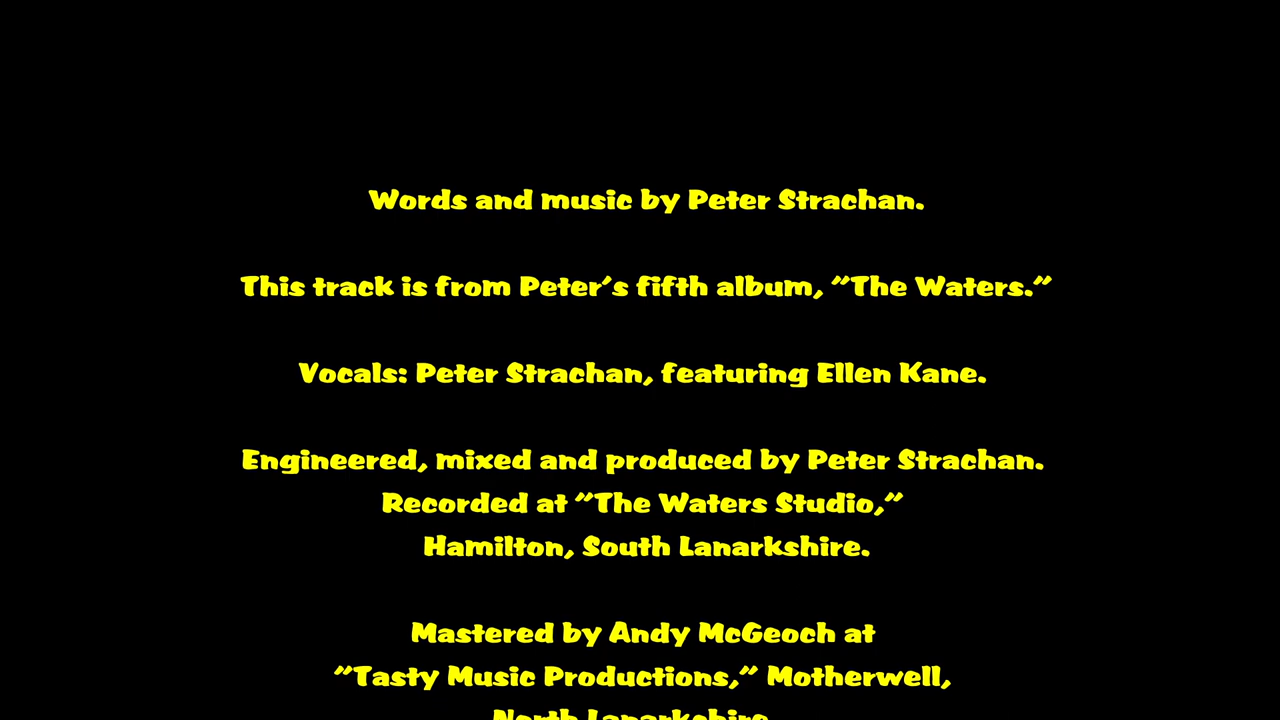 Words and music by Peter Strachan.
This track is from Peter's fifth album, "The Waters."
Vocals: Peter Strachan, featuring Ellen Kane.
Engineered, mixed and produced by Peter Strachan.
Recorded at "The Waters Studio,"
Hamilton, South Lanarkshire.
Mastered by Andy McGeoch at
"Tasty Music Productions," Motherwell,
North Lanarkshire.